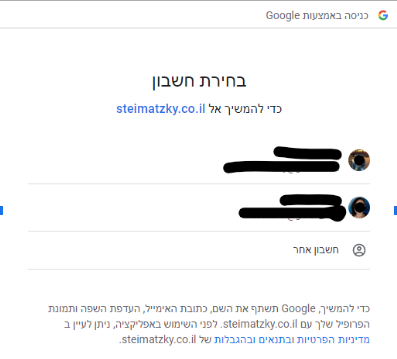 כניסה באמצעות Google
בחירת חשבון
כדי להמשיך אל steimatzky.co.il
חשבון אחר
כדי להמשיך, Google תשתף את השם, כתובת האימייל, העדפת השפה ותמונת
הפרופיל שלך עם steimatzky.co.il. לפני השימוש באפליקציה, ניתן לעיין ב
מדיניות הפרטיות ובתנאים ובהגבלות של steimatzky.co.il.